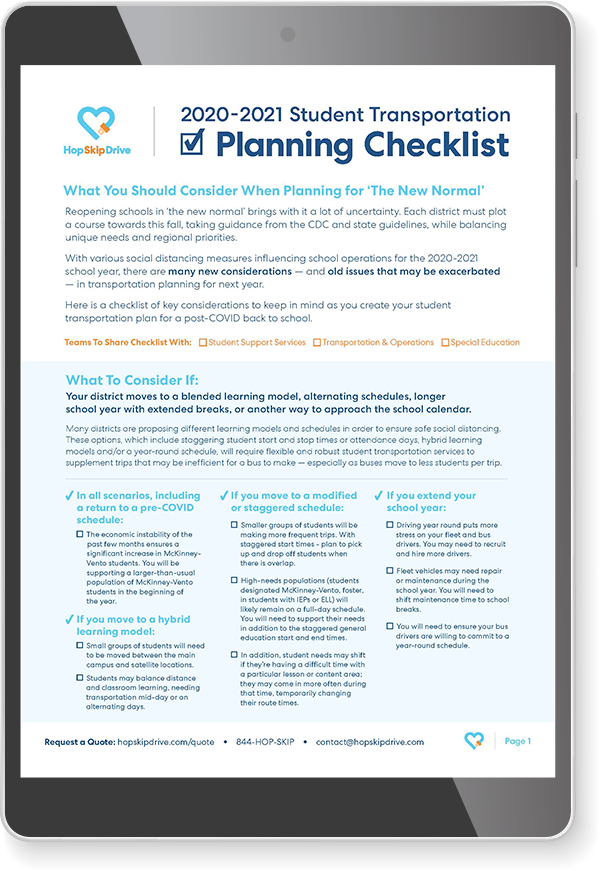 HopSkipDrive
2020-2021 Student Transportation
Planning Checklist
What You Should Consider When Planning for ‘The New Normal’
Reopening schools in ‘the new normal’ brings with it a lot of uncertainty. Each district must plot
a course towards this fall, taking guidance from the CDC and state guidelines, while balancing
unique needs and regional priorities.
With various social distancing measures influencing school operations for the 2020-2021
school year, there are many new considerations — and old issues that may be exacerbated
— in transportation planning for next year.
Here is a checklist of key considerations to keep in mind as you create your student
transportation plan for a post-COVID back to school.
Teams To Share Checklist With: Student Support Services Transportation & Operations Special Education
What To Consider If:
Your district moves to a blended learning model, alternating schedules, longer
school year with extended breaks, or another way to approach the school calendar.
Many districts are proposing different learning models and schedules in order to ensure safe social distancing.
These options, which include staggering student start and stop times or attendance days, hybrid learning
models and/or a year-round schedule, will require flexible and robust student transportation services to
supplement trips that may be inefficient for a bus to make — especially as buses move to less students per trip.
In all scenarios, including
a return to a pre-COVID
schedule:
The economic instability of the
past few months ensures a
significant increase in McKinney-
Vento students. You will be
supporting a larger-than-usual
population of McKinney-Vento
students in the beginning of
the year.
If you move to a hybrid
learning model:
Small groups of students will need
to be moved between the main
campus and satellite locations.
Students may balance distance
and classroom learning, needing
transportation mid-day or on
alternating days.
If you move to a modified
or staggered schedule:
Smaller groups of students will be
making more frequent trips. With
staggered start times - plan to pick
up and drop off students when
there is overlap.
High-needs populations (students
designated McKinney-Vento, foster,
in students with IEPs or ELL) will
likely remain on a full-day schedule.
You will need to support their needs
in addition to the staggered general
education start and end times.
In addition, student needs may shift
if they're having a difficult time with
a particular lesson or content area;
they may come in more often during
that time, temporarily changing
their route times.
If you extend your
school year:
Driving year round puts more
stress on your fleet and bus
drivers. You may need to recruit
and hire more drivers.
Fleet vehicles may need repair
or maintenance during the
school year. You will need to
shift maintenance time to school
breaks.
You will need to ensure your bus
drivers are willing to commit to a
year-round schedule.
Request a Quote: hopskipdrive.com/quote • 844-HOP-SKIP • contact@hopskipdrive.com
Page 1